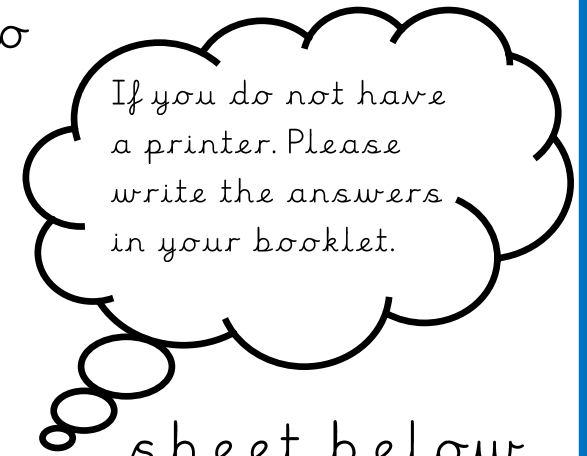 o
If you do not have
a printer. Please
write the answers
in your booklet.
sheet below